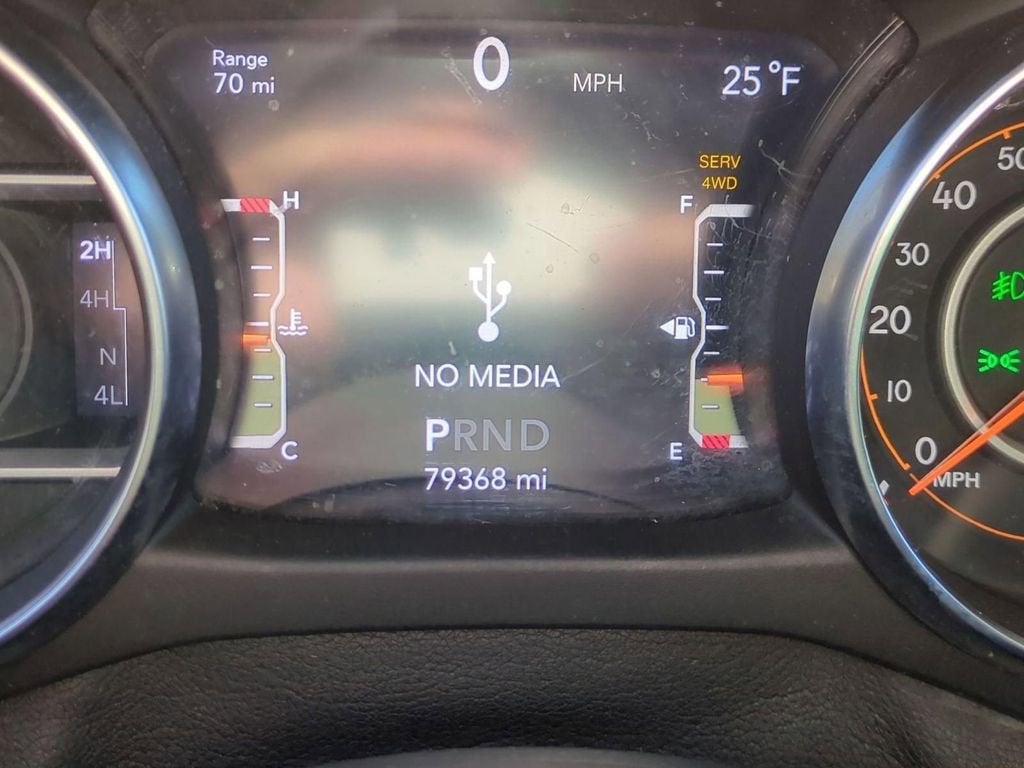 Range
70 mi
0
MPH
25°F
SERV
4WD
H
C
F
E
NO MEDIA
PRND
79368 mi
2H
4H
N
4L
50
40
30
20
10
0
MPH